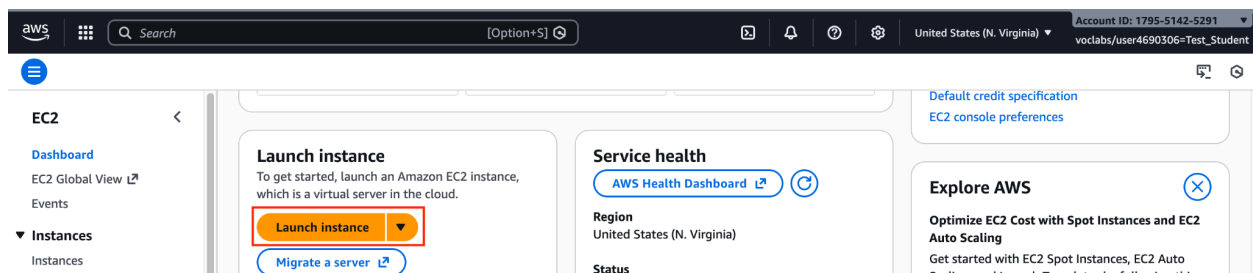 aws
Search
[Option+S]
United States (N. Virginia) ▼
Account ID: 1795-5142-5291 ▼
voclabs/user4690306=Test_Student
EC2
Dashboard
EC2 Global View
Events
▼ Instances
Instances
Launch instance
To get started, launch an Amazon EC2 instance,
which is a virtual server in the cloud.
Launch instance ▼
Migrate a server
Service health
AWS Health Dashboard
Region
United States (N. Virginia)
Status
Default credit specification
EC2 console preferences
Explore AWS
Optimize EC2 Cost with Spot Instances and EC2
Auto Scaling
Get started with EC2 Spot Instances, EC2 Auto